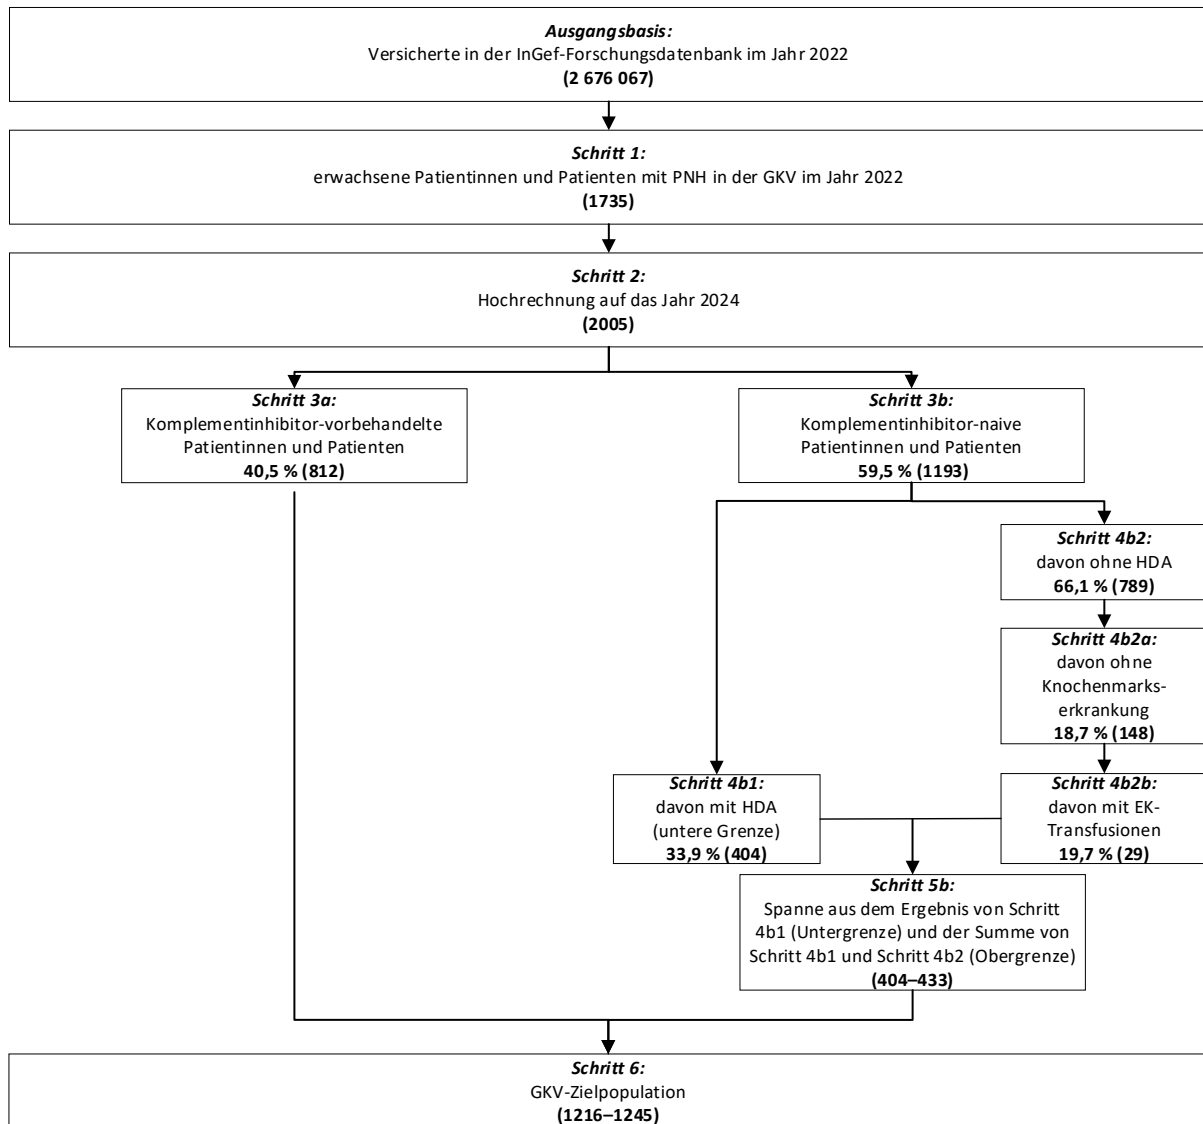 Ausgangsbasis:
Versicherte in der InGef-Forschungsdatenbank im Jahr 2022
(2 676 067)
Schritt 1:
erwachsene Patientinnen und Patienten mit PNH in der GKV im Jahr 2022
(1735)
Schritt 2:
Hochrechnung auf das Jahr 2024
(2005)
Schritt 3a:
Komplementinhibitor-vorbehandelte
Patientinnen und Patienten
40,5 % (812)
Schritt 3b:
Komplementinhibitor-naive
Patientinnen und Patienten
59,5 % (1193)
Schritt 4b2:
davon ohne HDA
66,1 % (789)
Schritt 4b2a:
davon ohne
Knochenmarks-
erkrankung
18,7 % (148)
Schritt 4b1:
davon mit HDA
(untere Grenze)
33,9 % (404)
Schritt 4b2b:
davon mit EK-
Transfusionen
19,7 % (29)
Schritt 5b:
Spanne aus dem Ergebnis von Schritt
4b1 (Untergrenze) und der Summe von
Schritt 4b1 und Schritt 4b2 (Obergrenze)
(404–433)
Schritt 6:
GKV-Zielpopulation
(1216–1245)